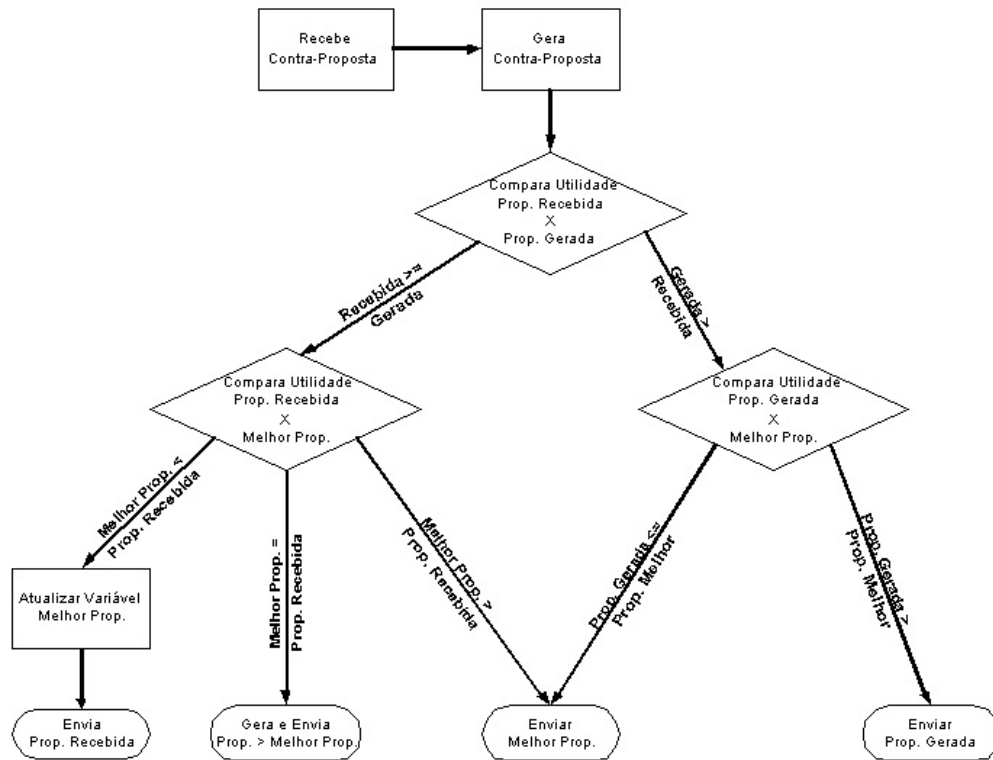 Recebe
Contra-Proposta
Gera
Contra-Proposta
Compara Utilidade
Prop. Recebida
X
Prop. Gerada
Recebida >=
Gerada
Gerada >
Recebida
Compara Utilidade
Prop. Recebida
X
Melhor Prop.
Compara Utilidade
Prop. Gerada
X
Melhor Prop.
Melhor Prop. <
Prop. Recebida
Melhor Prop. =
Prop. Recebida
Melhor Prop. >
Prop. Recebida
Prop. Gerada <=
Prop. Melhor
Prop. Gerada >
Prop. Melhor
Atualizar Variável
Melhor Prop.
Envia
Prop. Recebida
Gera e Envia
Prop. > Melhor Prop.
Enviar
Melhor Prop.
Enviar
Prop. Gerada